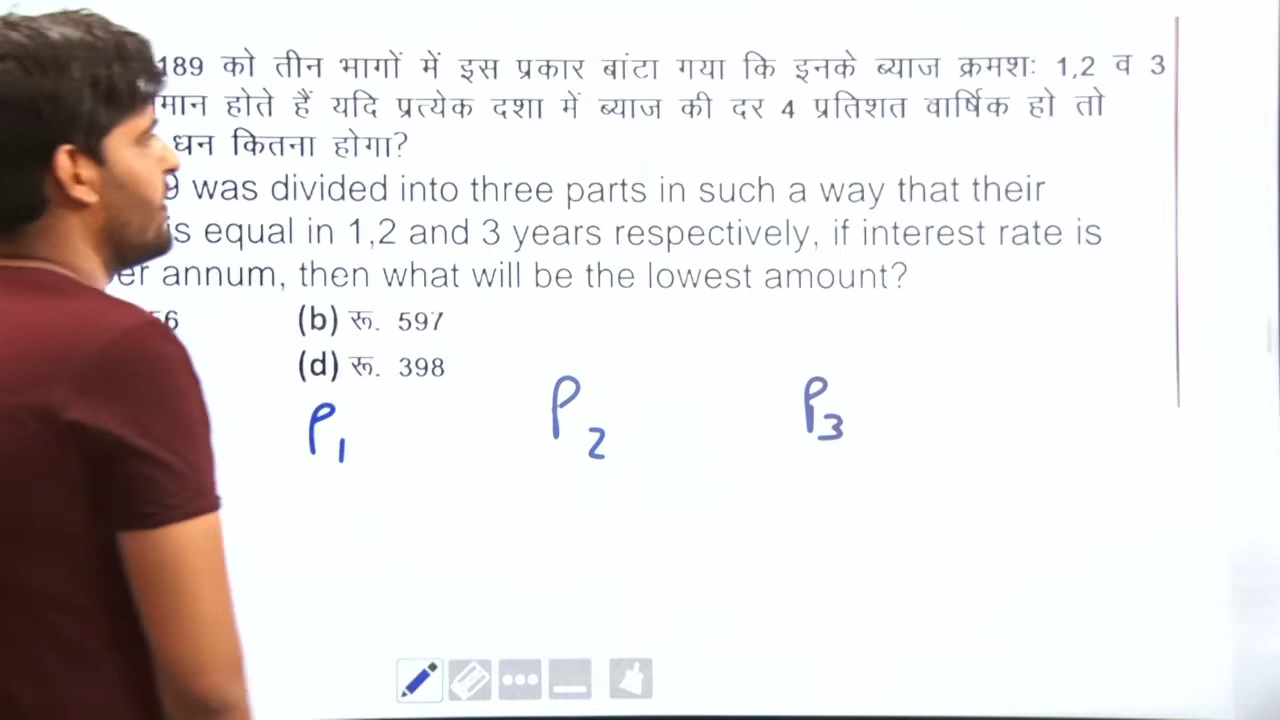 189 को तीन भागों में इस प्रकार बांटा गया कि इनके ब्याज क्रमशः 1,2 व 3
होते हैं यदि प्रत्येक दशा में ब्याज की दर 4 प्रतिशत वार्षिक हो तो
धन कितना होगा?
9 was divided into three parts in such a way that their
is equal in 1,2 and 3 years respectively, if interest rate is
annum, then what will be the lowest amount?
(b) रू. 597
(d) रू. 398
P1 P2 P3